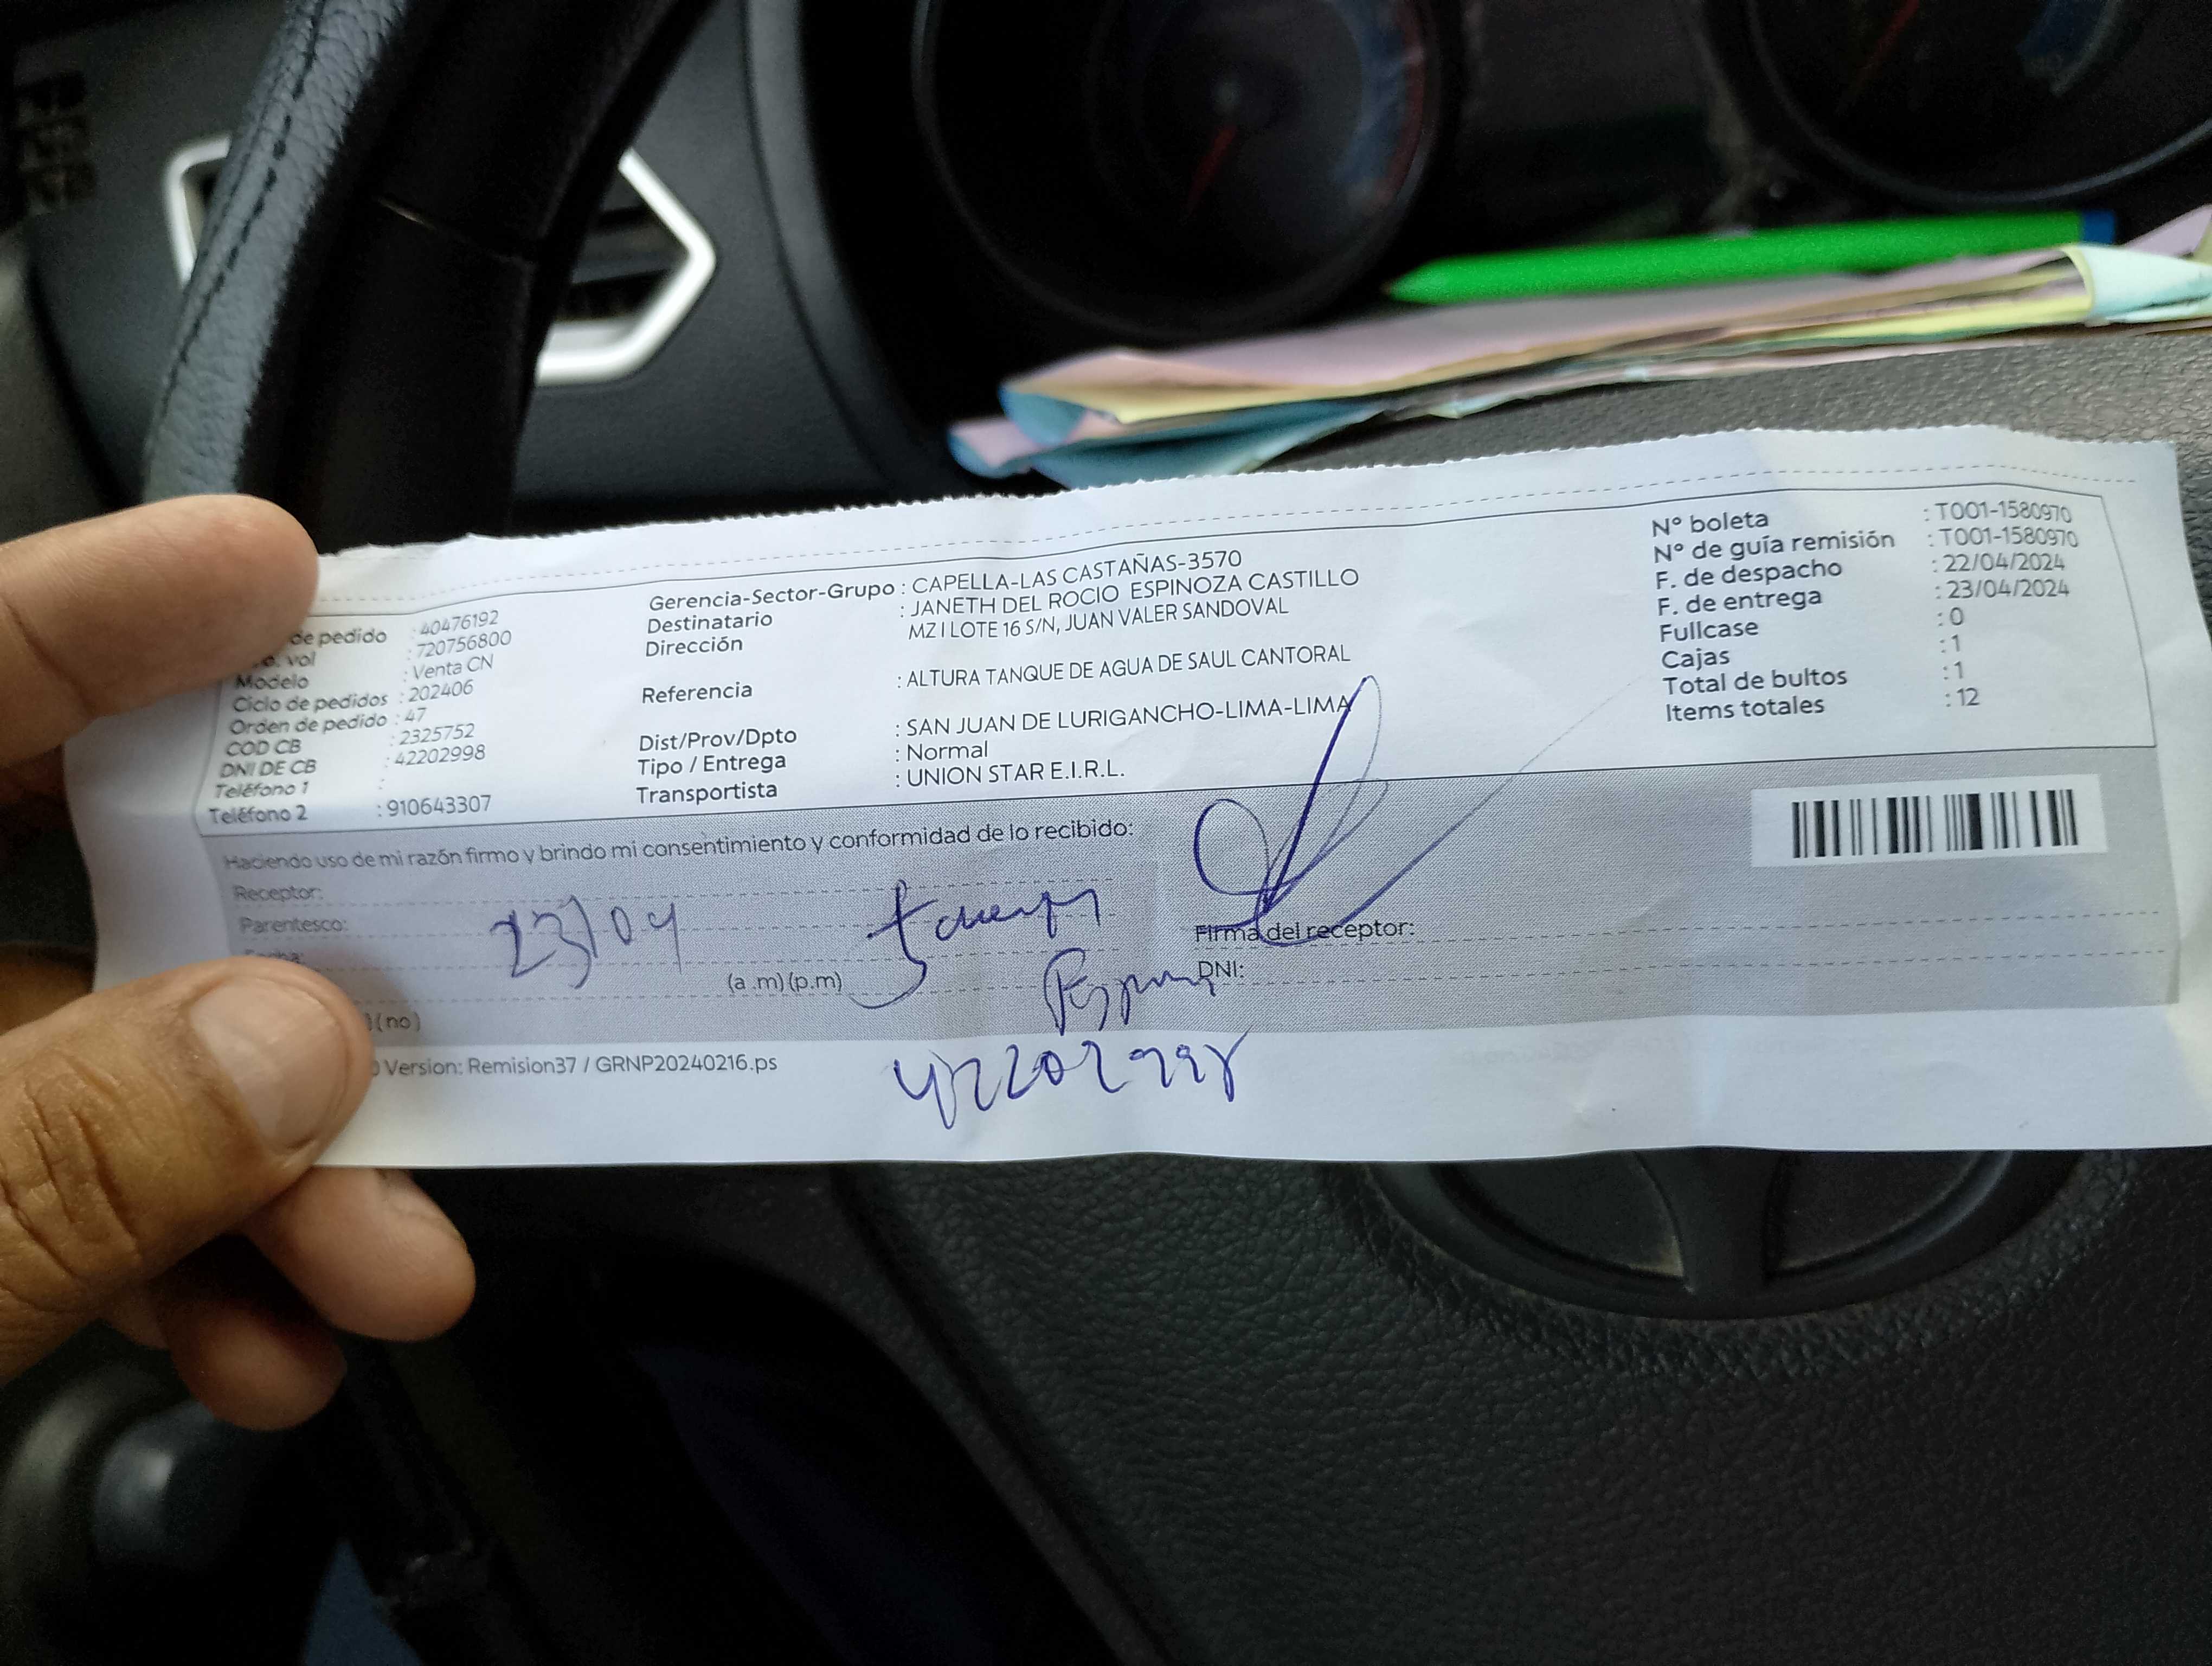 de pedido : 40476192
vol : 720756800
Modelo : Venta CN
Ciclo de pedidos : 202406
Orden de pedido : 47
COD CB : 2325752
DNI DE CB : 42202998
Teléfono 1 :
Teléfono 2 : 910643307
Gerencia-Sector-Grupo : CAPELLA-LAS CASTAÑAS-3570
Destinatario : JANETH DEL ROCIO ESPINOZA CASTILLO
Dirección MZ I LOTE 16 S/N, JUAN VALER SANDOVAL
Referencia : ALTURA TANQUE DE AGUA DE SAUL CANTORAL
Dist/Prov/Dpto : SAN JUAN DE LURIGANCHO-LIMA-LIMA
Tipo / Entrega : Normal
Transportista : UNION STAR E.I.R.L.
N° boleta : T001-1580970
N° de guía remisión : T001-1580970
F. de despacho : 22/04/2024
F. de entrega : 23/04/2024
Fullcase : 0
Cajas : 1
Total de bultos : 1
Items totales : 12
Haciendo uso de mi razón firmo y brindo mi consentimiento y conformidad de lo recibido:
Receptor:
Parentesco:
Fecha: 23/04
(a .m) (p.m)
Firma del receptor:
DNI:
(no)
Version: Remision37 / GRNP20240216.ps
42202998